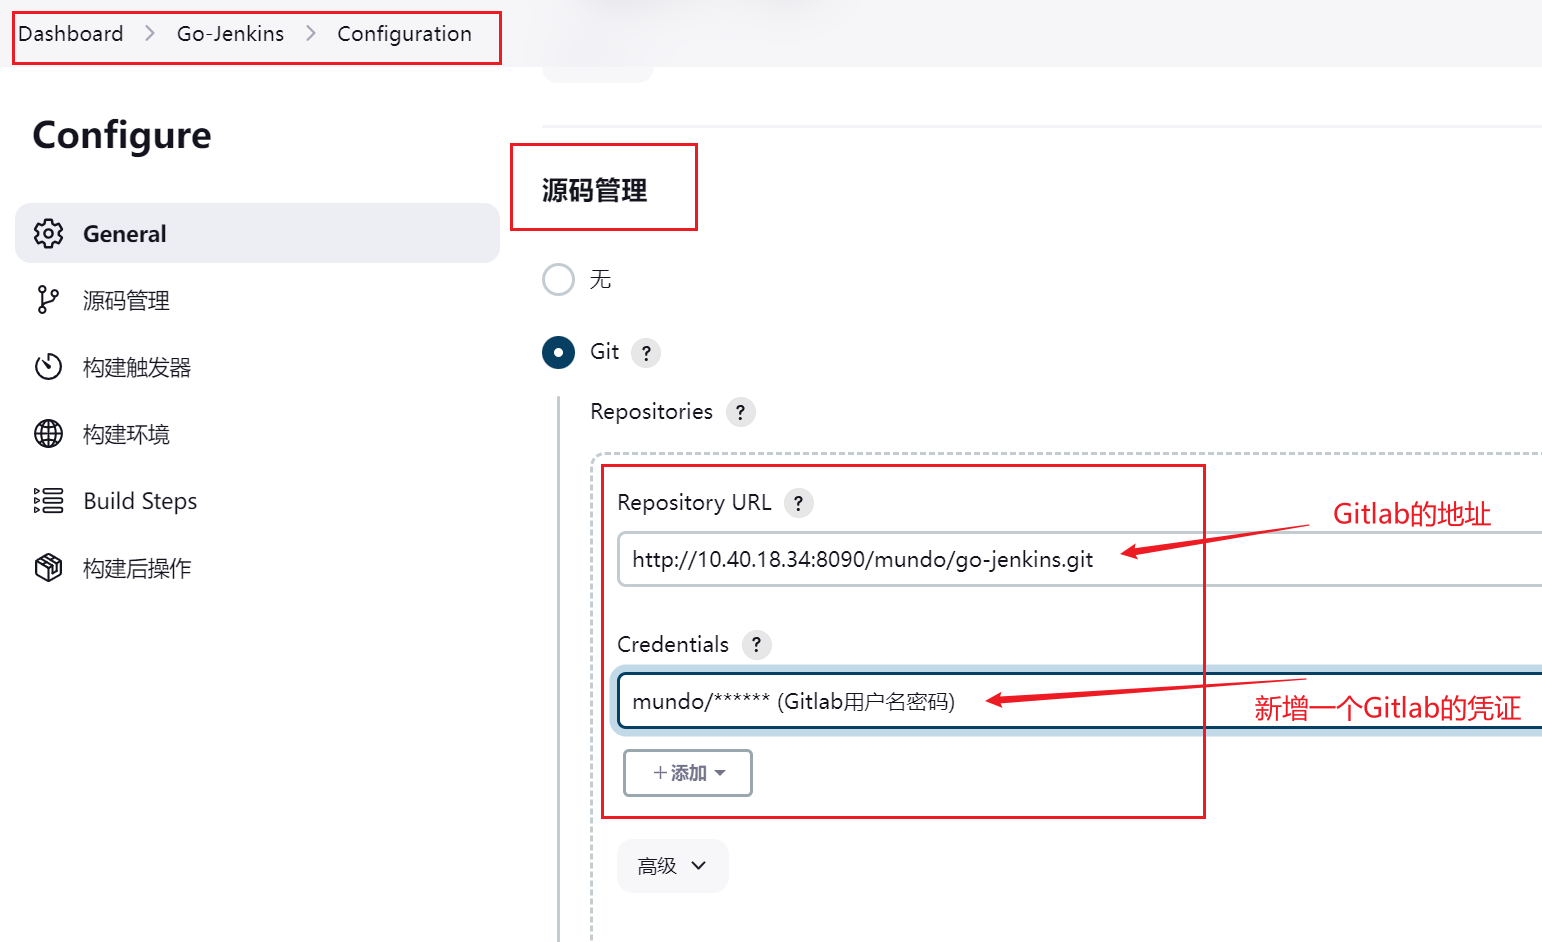 Dashboard > Go-Jenkins > Configuration
Configure
General
源码管理
构建触发器
构建环境
Build Steps
构建后操作
源码管理
无
Git ?
Repositories ?
Repository URL ?
http://10.40.18.34:8090/mundo/go-jenkins.git
Gitlab的地址
Credentials ?
mundo/****** (Gitlab用户名密码)
新增一个Gitlab的凭证
+添加
高级